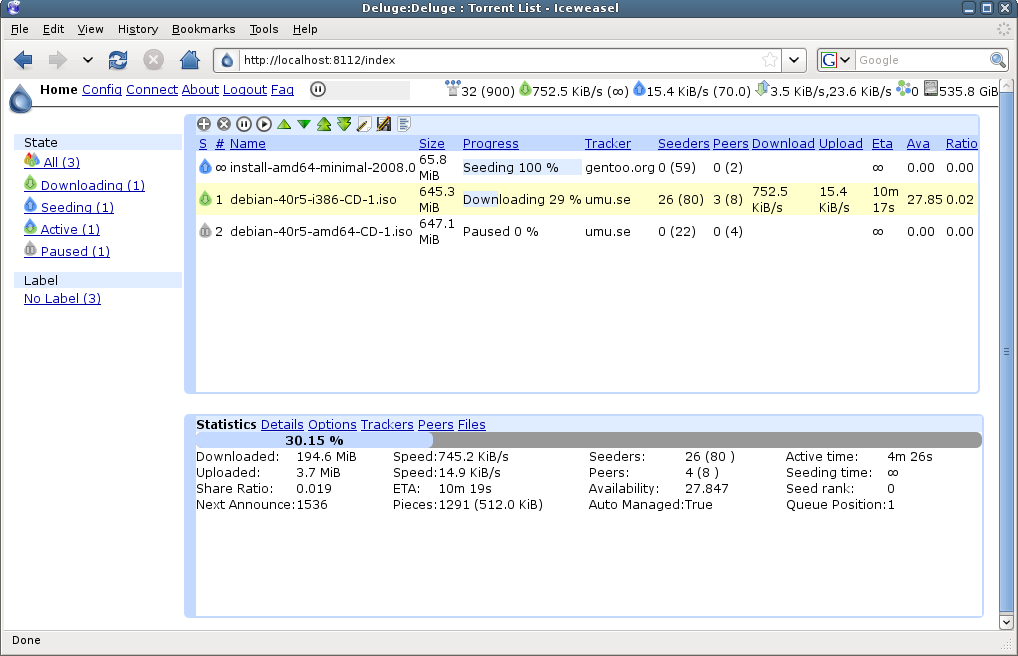 Deluge:Deluge : Torrent List - Iceweasel
File Edit View History Bookmarks Tools Help
http://localhost:8112/index
G Google
Home Config Connect About Logout Faq 32 (900) 752.5 KiB/s (∞) 15.4 KiB/s (70.0) 3.5 KiB/s,23.6 KiB/s 0 535.8 GiB
State
All (3)
Downloading (1)
Seeding (1)
Active (1)
Paused (1)
Label
No Label (3)
S # Name Size Progress Tracker Seeders Peers Download Upload Eta Ava Ratio
∞ install-amd64-minimal-2008.0 65.8 MiB Seeding 100 % gentoo.org 0 (59) 0 (2) ∞ 0.00 0.00
1 debian-40r5-i386-CD-1.iso 645.3 MiB Downloading 29 % umu.se 26 (80) 3 (8) 752.5 KiB/s 15.4 KiB/s 10m 17s 27.85 0.02
2 debian-40r5-amd64-CD-1.iso 647.1 MiB Paused 0 % umu.se 0 (22) 0 (4) ∞ 0.00 0.00
Statistics Details Options Trackers Peers Files
30.15 %
Downloaded: 194.6 MiB Speed:745.2 KiB/s Seeders: 26 (80 ) Active time: 4m 26s
Uploaded: 3.7 MiB Speed:14.9 KiB/s Peers: 4 (8 ) Seeding time: ∞
Share Ratio: 0.019 ETA: 10m 19s Availability: 27.847 Seed rank: 0
Next Announce:1536 Pieces:1291 (512.0 KiB) Auto Managed:True Queue Position:1
Done